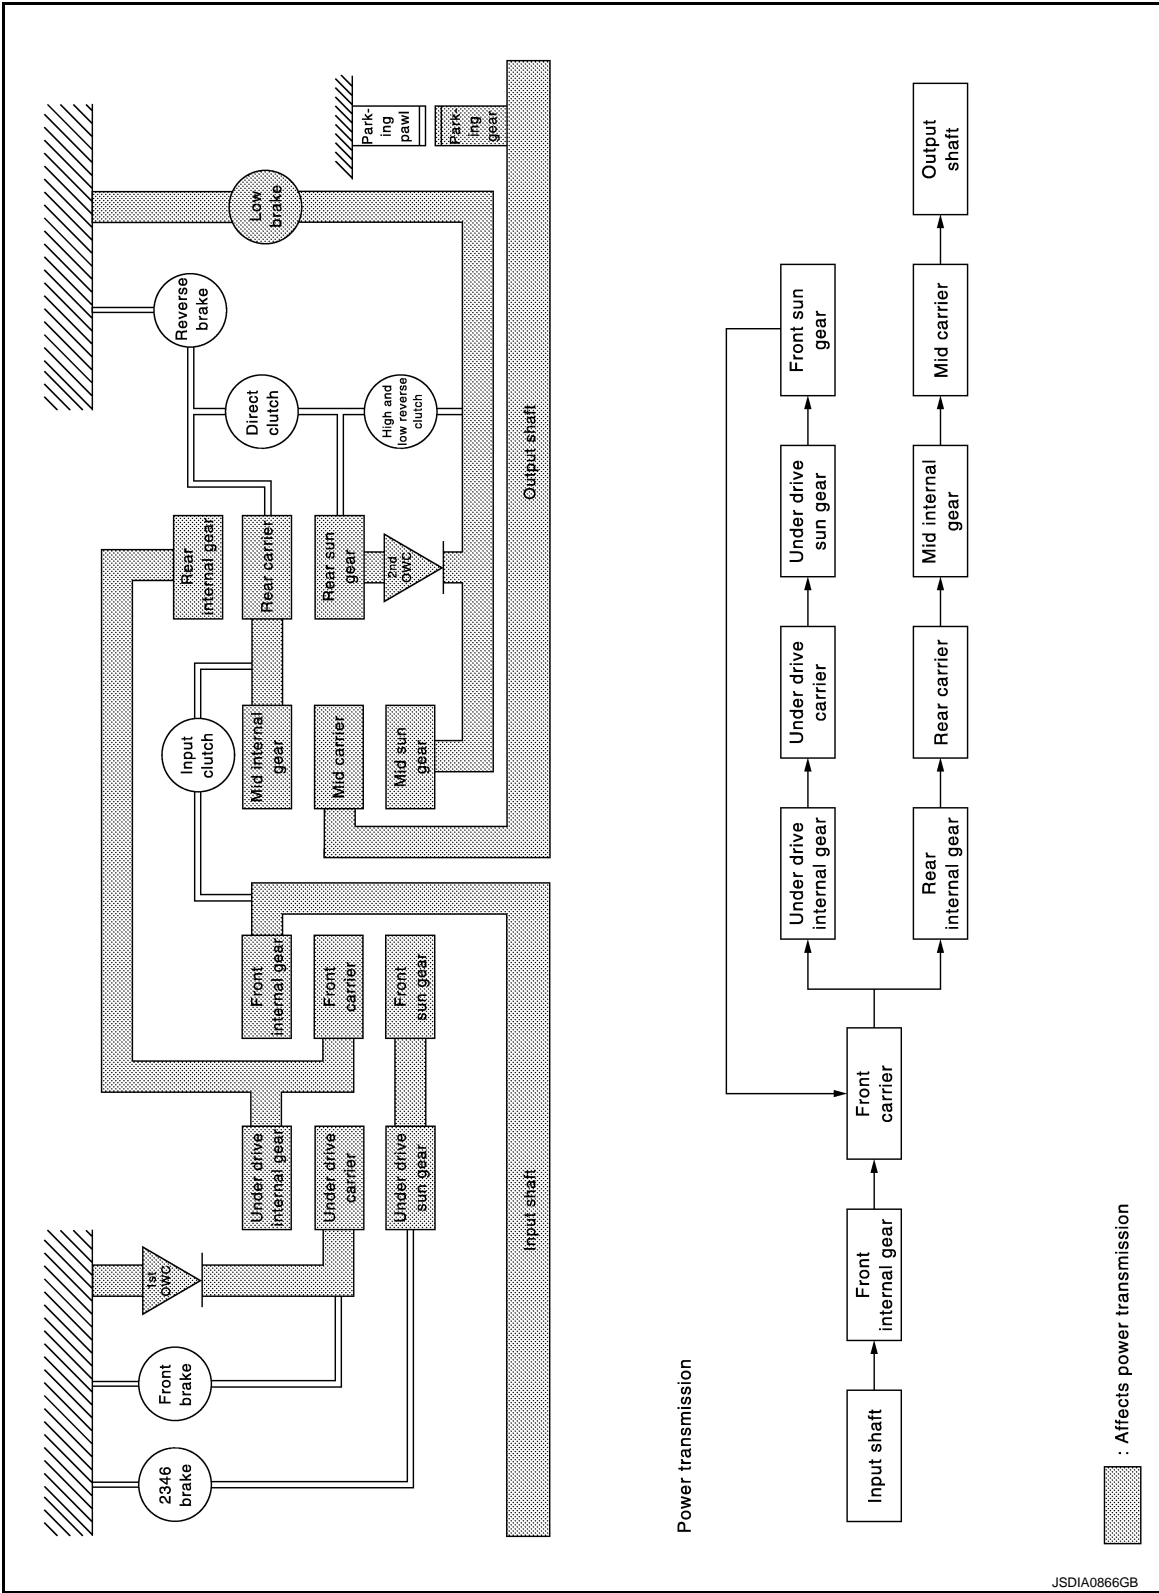 2346
brake
Front
brake
1st
OWC
Under drive
internal gear
Under drive
carrier
Under drive
sun gear
Front
internal gear
Front
carrier
Front
sun gear
Input
clutch
Mid internal
gear
Mid carrier
Mid sun
gear
Rear
internal gear
Rear carrier
Rear sun
gear
2nd
OWC
Direct
clutch
High and
low reverse
clutch
Reverse
brake
Low
brake
Park-
ing
pawl
Park-
ing
gear
Input shaft
Output shaft
Power transmission
Input shaft
Front
internal gear
Front
carrier
Under drive
internal gear
Under drive
carrier
Under drive
sun gear
Front sun
gear
Rear
internal gear
Rear carrier
Mid internal
gear
Mid carrier
Output
shaft
: Affects power transmission
JSDIA0866GB